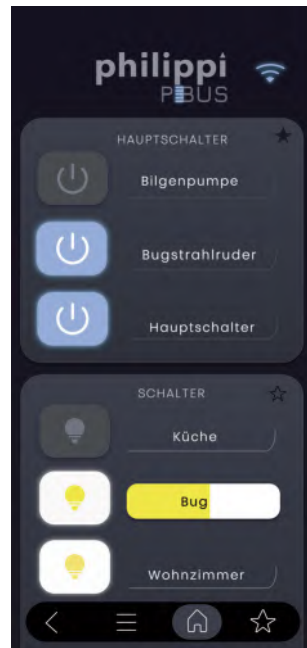 philippi
PBUS
HAUPTSCHALTER
Bilgenpumpe
Bugstrahlruder
Hauptschalter
SCHALTER
Küche
Bug
Wohnzimmer